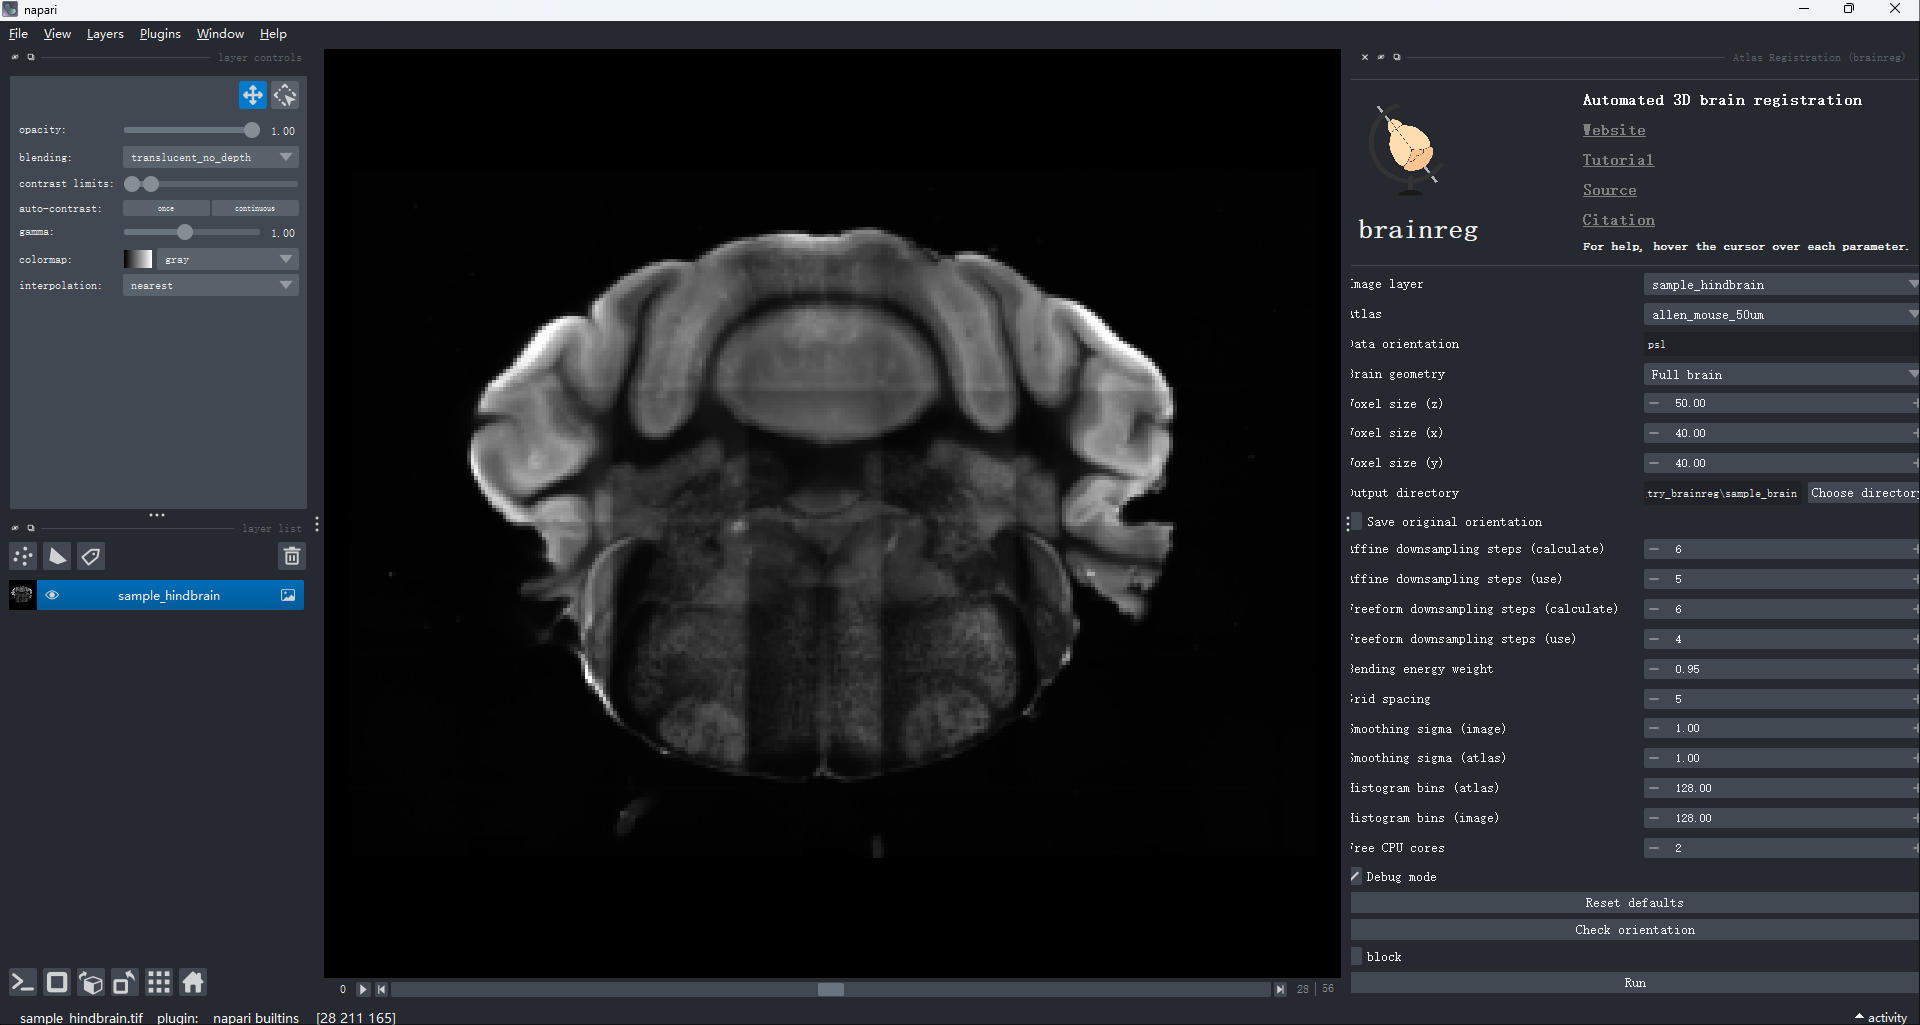 napari
File View Layers Plugins Window Help
layer controls
opacity: 1.00
blending: translucent_no_depth
contrast limits:
auto-contrast: once continuous
gamma: 1.00
colormap: gray
interpolation: nearest
layer list
sample_hindbrain
sample_hindbrain.tif plugin: napari builtins [28 211 165]
0 28 56
Atlas Registration (brainreg)
brainreg
Automated 3D brain registration
Website
Tutorial
Source
Citation
For help, hover the cursor over each parameter.
mage layer sample_hindbrain
tlas allen_mouse_50um
ata orientation psl
rain geometry Full brain
oxel size (z) 50.00
oxel size (x) 40.00
oxel size (y) 40.00
utput directory try_brainreg\sample_brain Choose director
Save original orientation
ffine downsampling steps (calculate) 6
ffine downsampling steps (use) 5
reeform downsampling steps (calculate) 6
reeform downsampling steps (use) 4
ending energy weight 0.95
rid spacing 5
moothing sigma (image) 1.00
moothing sigma (atlas) 1.00
istogram bins (atlas) 128.00
istogram bins (image) 128.00
ree CPU cores 2
Debug mode
Reset defaults
Check orientation
block
Run
activity